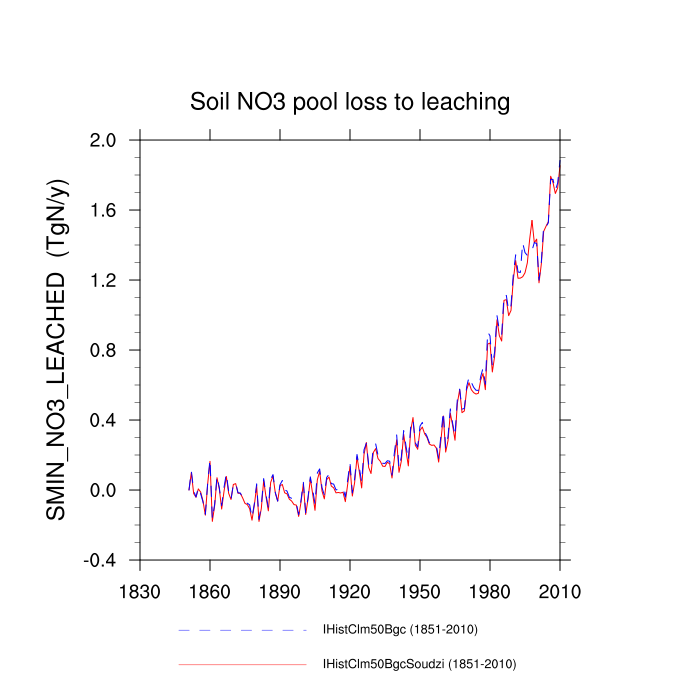 Soil NO3 pool loss to leaching
SMIN_NO3_LEACHED (TgN/y)
2.0
1.6
1.2
0.8
0.4
0.0
-0.4
1830 1860 1890 1920 1950 1980 2010
IHistClm50Bgc (1851-2010)
IHistClm50BgcSoudzi (1851-2010)